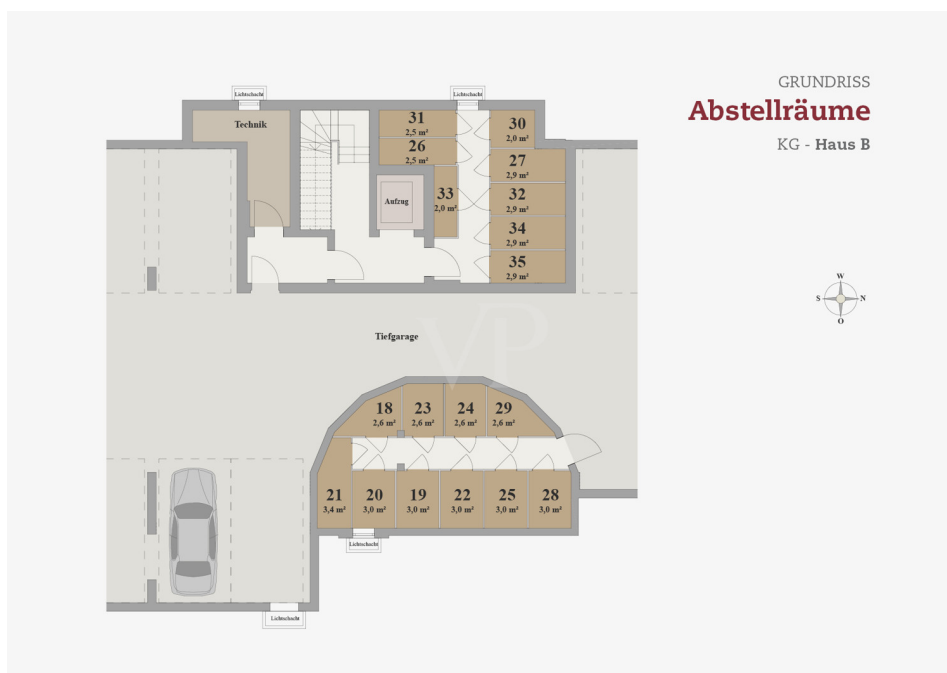 GRUNDRISS
Abstellräume
KG - Haus B
Lichtschacht
Lichtschacht
Technik
31
2,5 m²
26
2,5 m²
30
2,0 m²
27
2,9 m²
33
2,0 m²
Aufzug
32
2,9 m²
34
2,9 m²
35
2,9 m²
W
S
N
O
Tiefgarage
VP
18
2,6 m²
23
2,6 m²
24
2,6 m²
29
2,6 m²
21
3,4 m²
20
3,0 m²
19
3,0 m²
22
3,0 m²
25
3,0 m²
28
3,0 m²
Lichtschacht
Lichtschacht